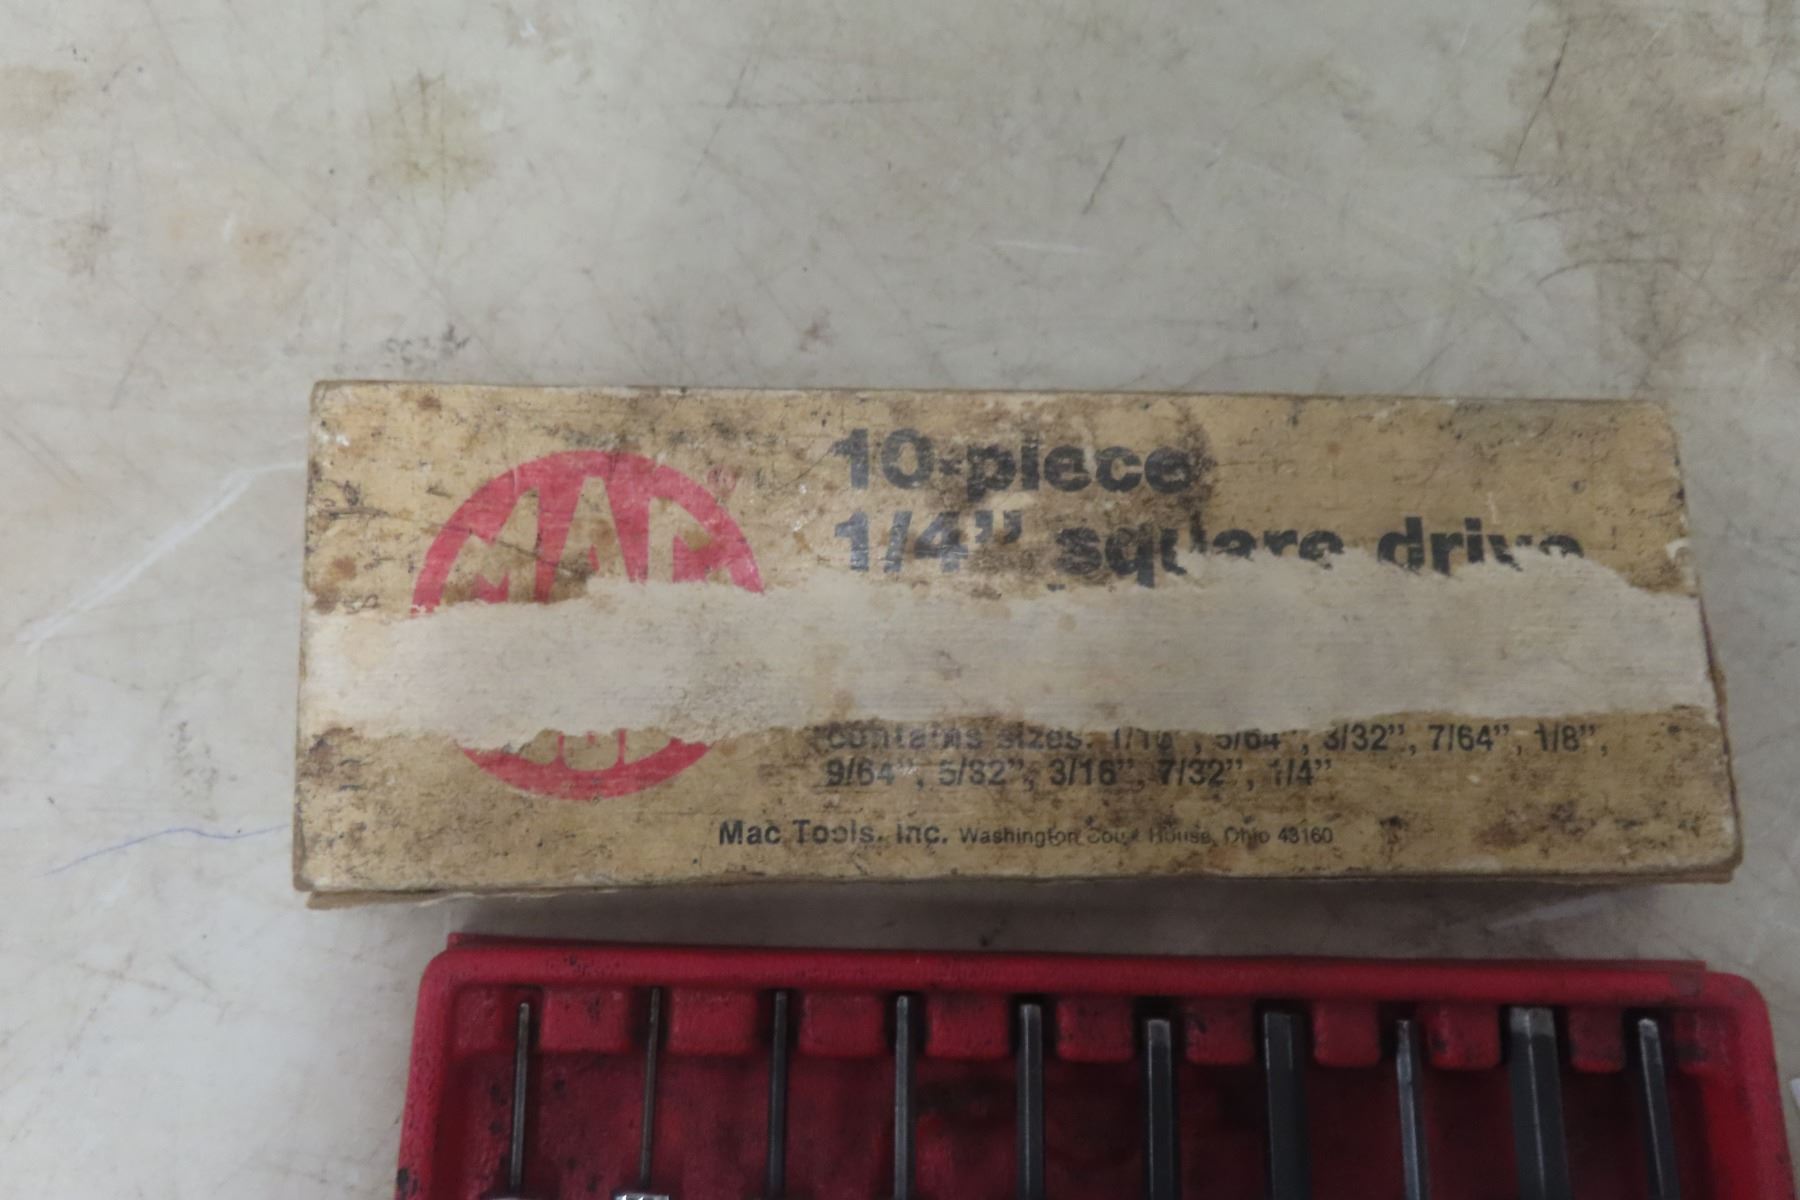 MAC
10-piece
1/4" square drive
contains sizes: 1/16", 5/64", 3/32", 7/64", 1/8",
9/64", 5/32", 3/16", 7/32", 1/4"
Mac Tools, Inc. Washington Court House, Ohio 43160